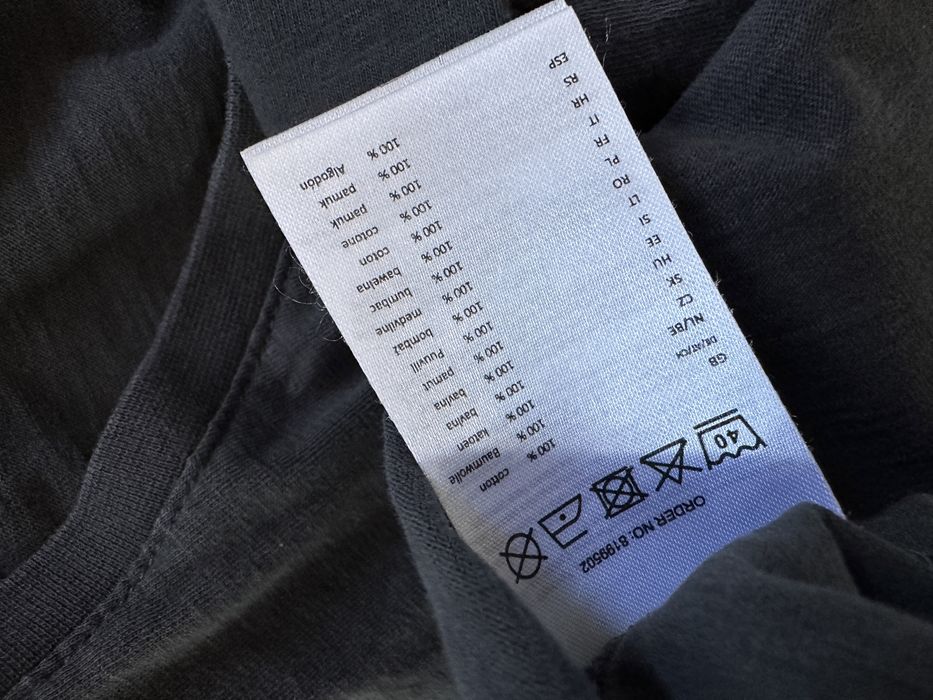 ORDER NO: 8199502
40
GB 100 % cotton
DE/AT/CH 100 % Baumwolle
NL/BE 100 % katoen
CZ 100 % bavlna
SK 100 % bavlna
HU 100 % pamut
EE 100 % Puuvill
SI 100 % bombaž
LT 100 % medvilnė
RO 100 % bumbac
PL 100 % bawełna
FR 100 % coton
IT 100 % cotone
HR 100 % pamuk
RS 100 % pamuk
ESP 100 % Algodón